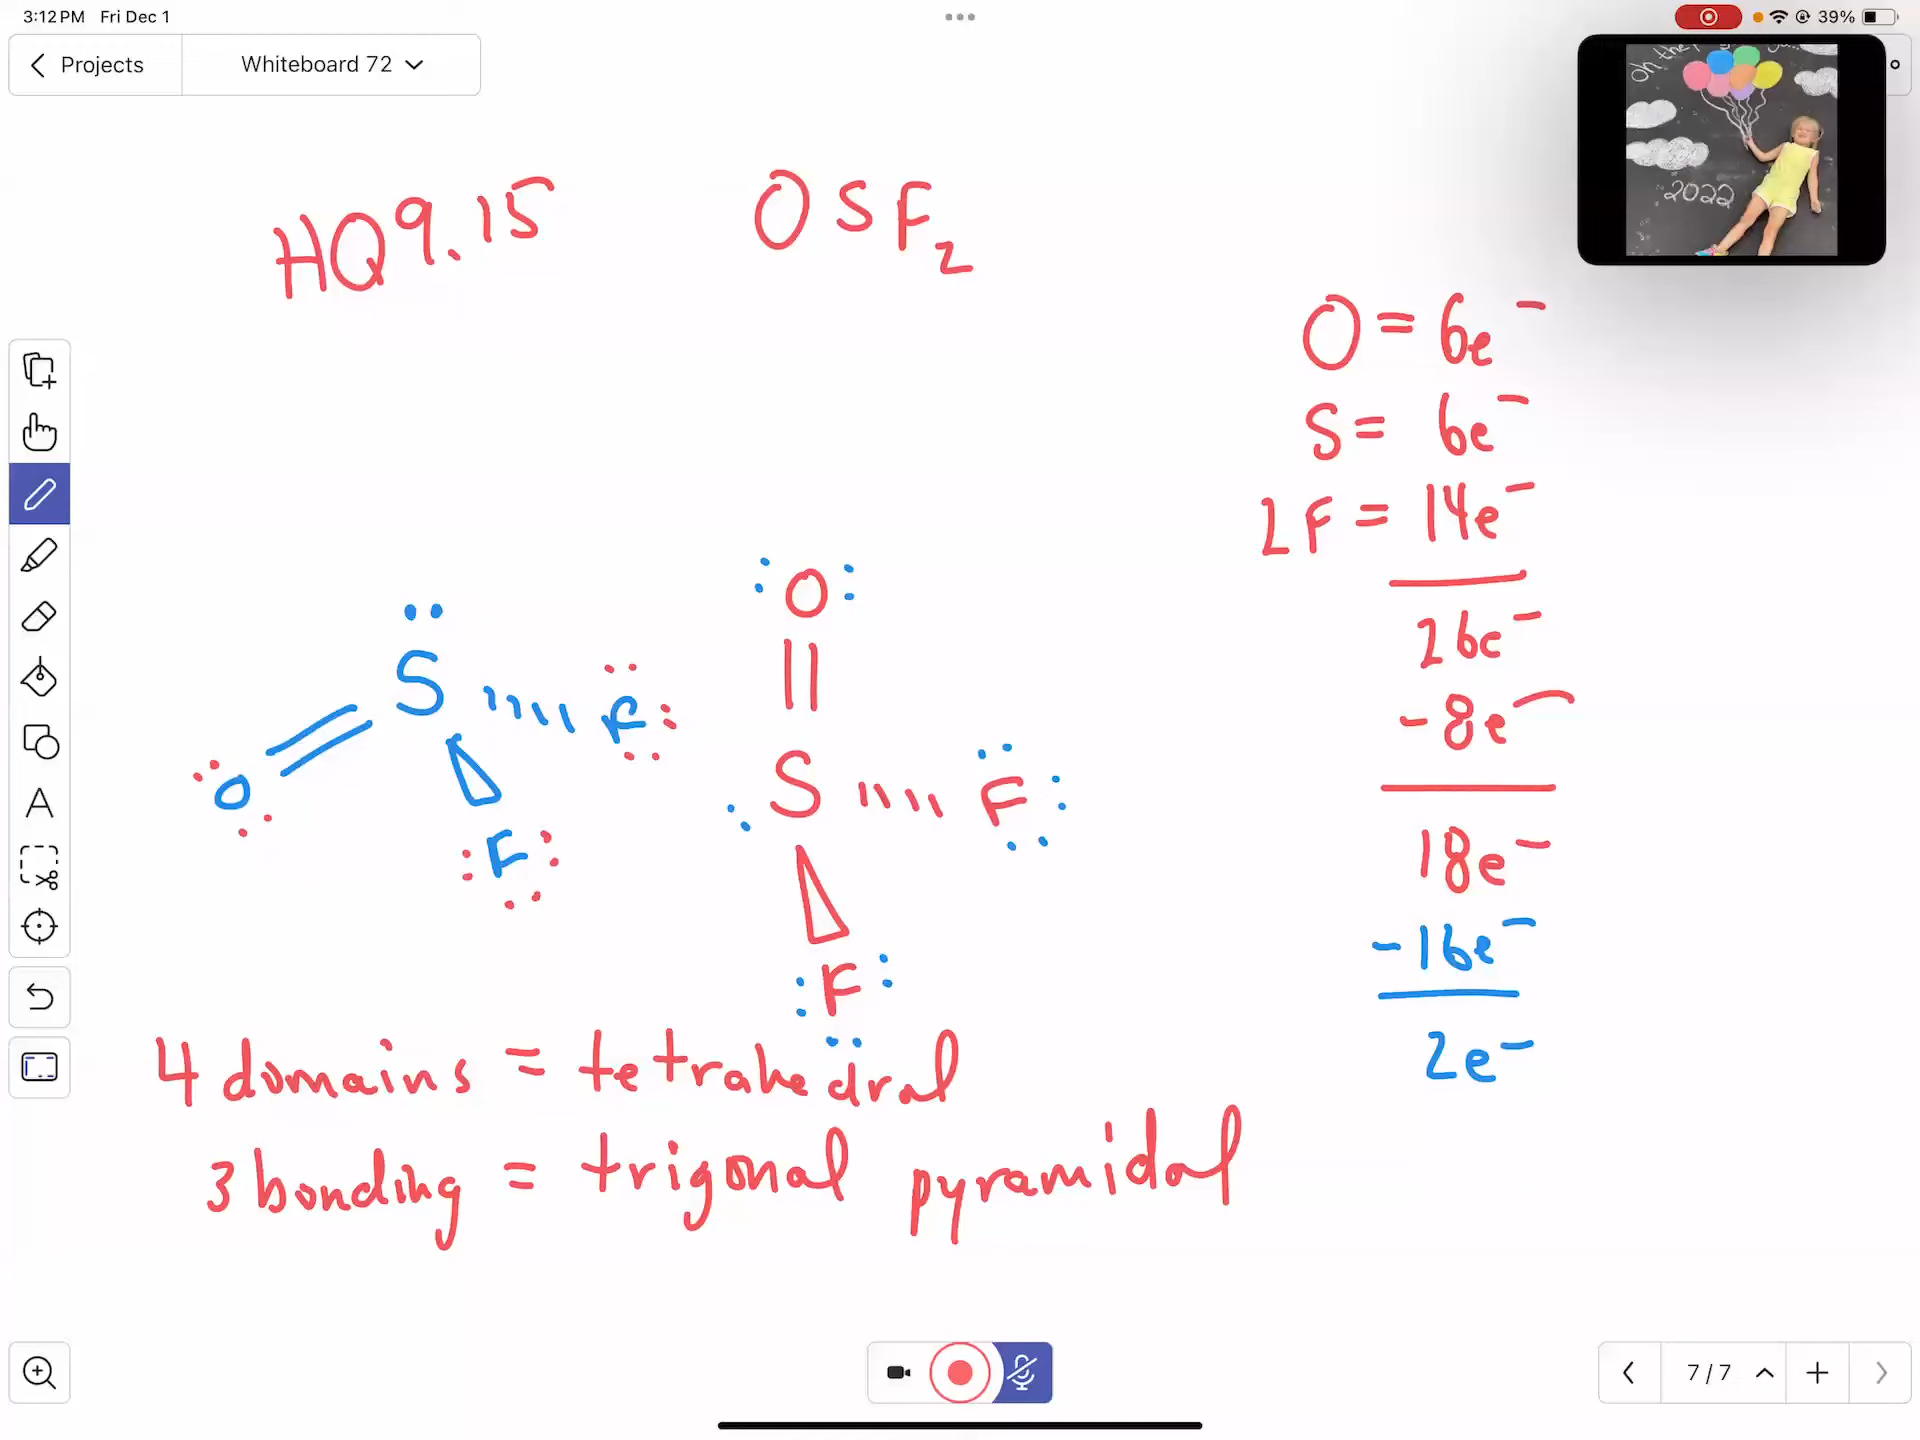 3:12 PM Fri Dec 1
39%
Projects
Whiteboard 72
2022
HQ9.15
OSF₂
O = 6e⁻
S = 6e⁻
2F = 14e⁻
26e⁻
-8e⁻
18e⁻
-16e⁻
2e⁻
S
O
F
F
O
S
F
F
4 domains = tetrahedral
3 bonding = trigonal pyramidal
A
7/7